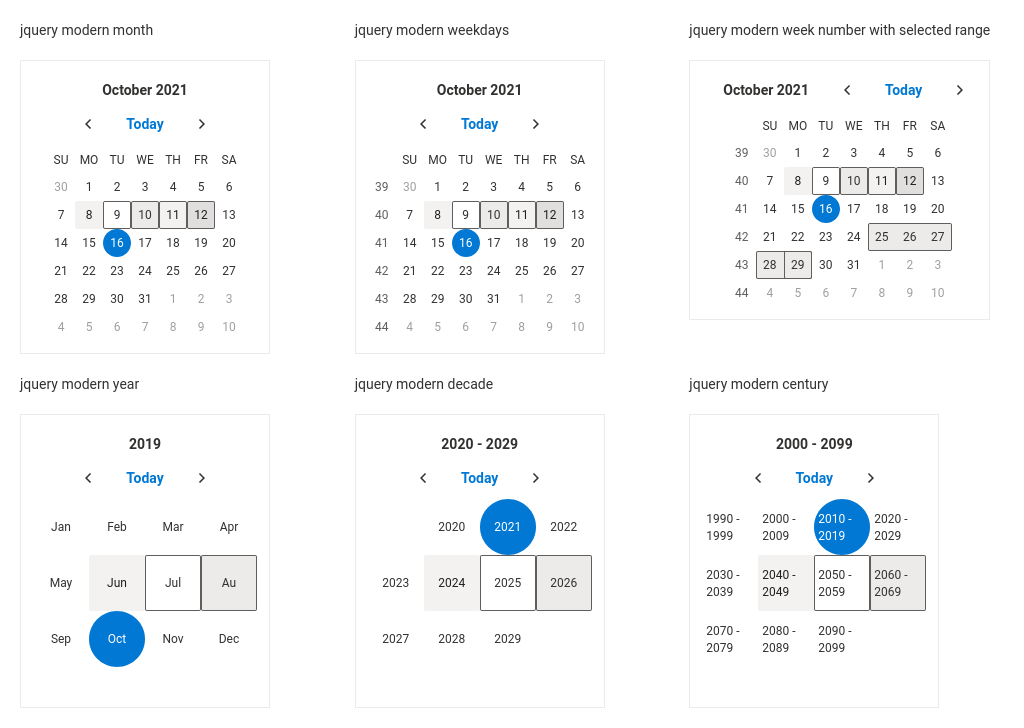 jquery modern month
October 2021
Today
SU MO TU WE TH FR SA
30 1 2 3 4 5 6
7 8 9 10 11 12 13
14 15 16 17 18 19 20
21 22 23 24 25 26 27
28 29 30 31 1 2 3
4 5 6 7 8 9 10
jquery modern weekdays
October 2021
Today
SU MO TU WE TH FR SA
39 30 1 2 3 4 5 6
40 7 8 9 10 11 12 13
41 14 15 16 17 18 19 20
42 21 22 23 24 25 26 27
43 28 29 30 31 1 2 3
44 4 5 6 7 8 9 10
jquery modern week number with selected range
October 2021 Today
SU MO TU WE TH FR SA
39 30 1 2 3 4 5 6
40 7 8 9 10 11 12 13
41 14 15 16 17 18 19 20
42 21 22 23 24 25 26 27
43 28 29 30 31 1 2 3
44 4 5 6 7 8 9 10
jquery modern year
2019
Today
Jan Feb Mar Apr
May Jun Jul Au
Sep Oct Nov Dec
jquery modern decade
2020 - 2029
Today
2020 2021 2022
2023 2024 2025 2026
2027 2028 2029
jquery modern century
2000 - 2099
Today
1990 - 2000 - 2010 - 2020 -
1999 2009 2019 2029
2030 - 2040 - 2050 - 2060 -
2039 2049 2059 2069
2070 - 2080 - 2090 -
2079 2089 2099